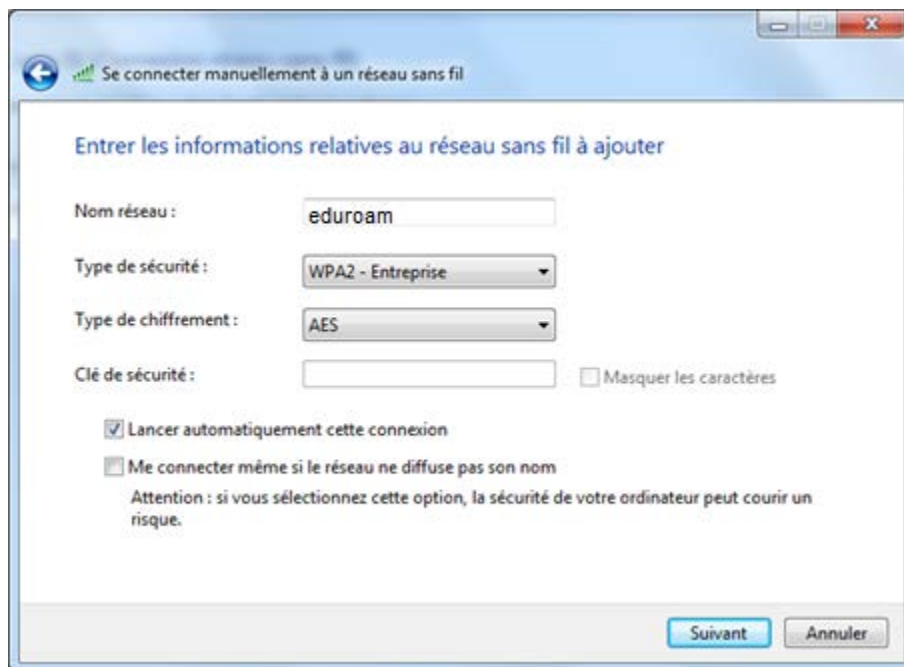 Se connecter manuellement à un réseau sans fil
Entrer les informations relatives au réseau sans fil à ajouter
Nom réseau : eduroam
Type de sécurité : WPA2 - Entreprise
Type de chiffrement : AES
Clé de sécurité : Masquer les caractères
Lancer automatiquement cette connexion
Me connecter même si le réseau ne diffuse pas son nom
Attention : si vous sélectionnez cette option, la sécurité de votre ordinateur peut courir un
risque.
Suivant Annuler